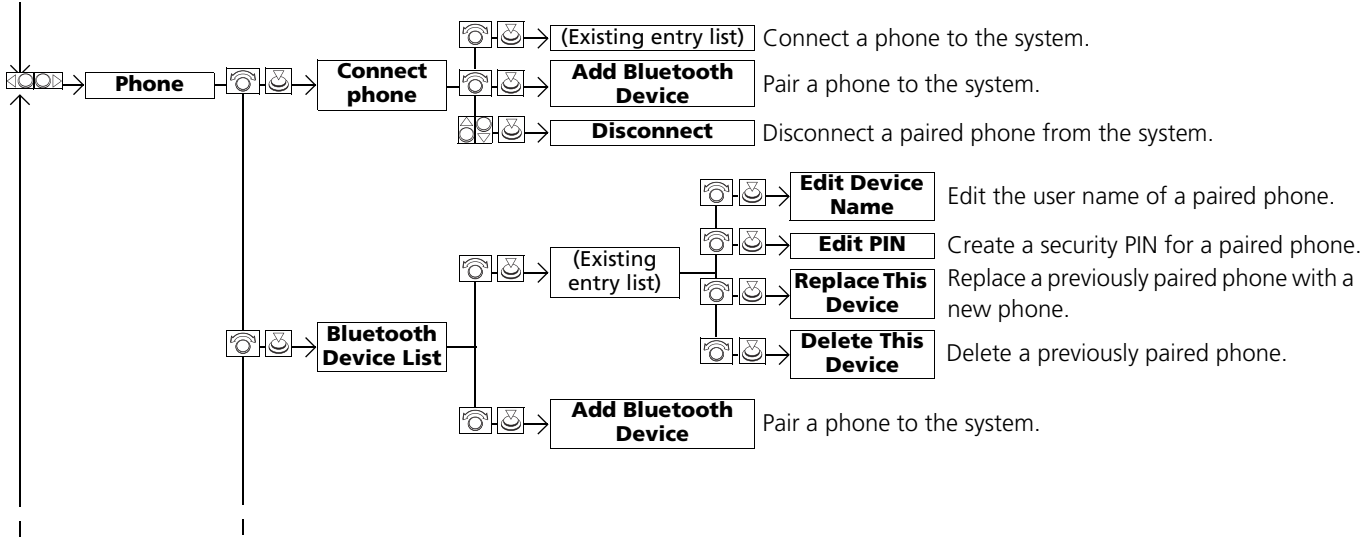 (Existing entry list) Connect a phone to the system.
Phone
Connect
phone
Add Bluetooth
Device
Pair a phone to the system.
Disconnect Disconnect a paired phone from the system.
Edit Device
Name
Edit the user name of a paired phone.
Edit PIN Create a security PIN for a paired phone.
(Existing
entry list)
Replace This
Device
Replace a previously paired phone with a
new phone.
Bluetooth
Device List
Delete This
Device
Delete a previously paired phone.
Add Bluetooth
Device
Pair a phone to the system.